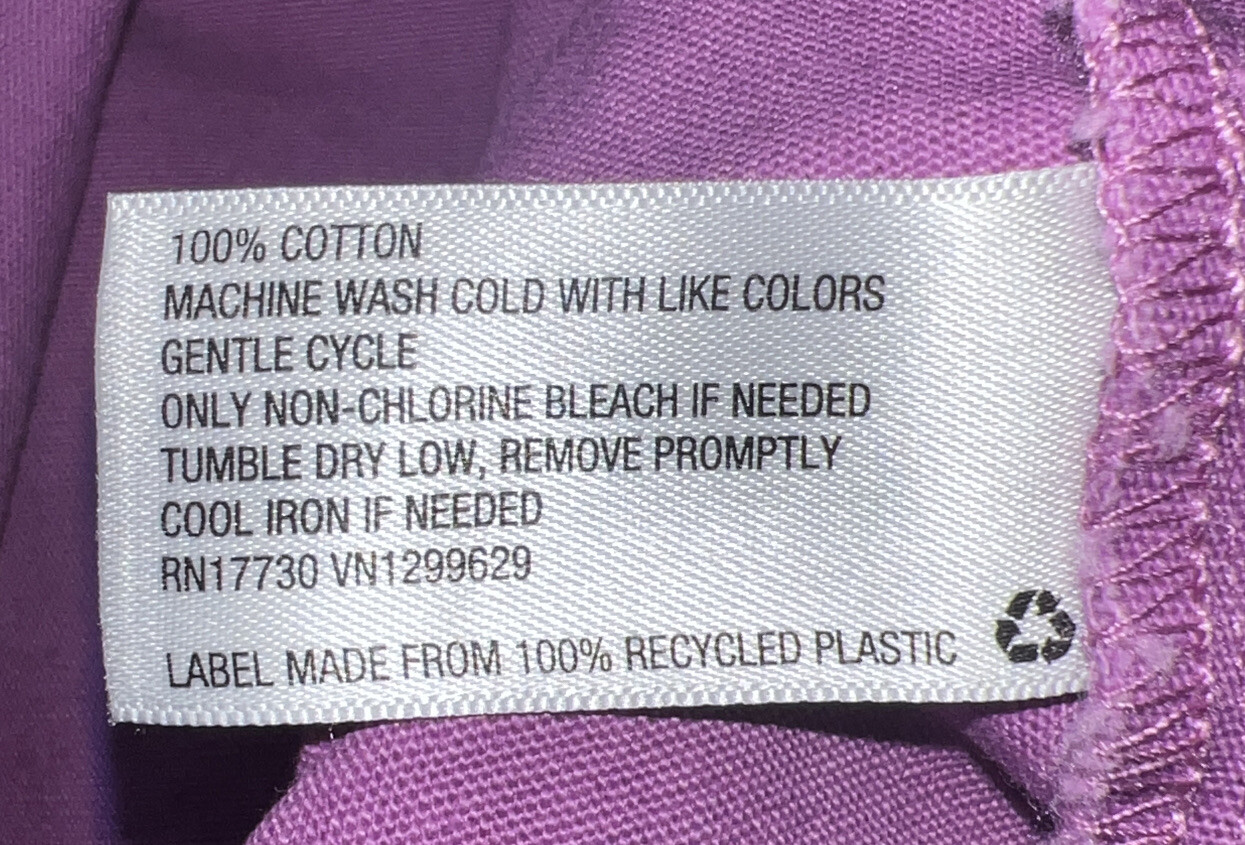 100% COTTON
MACHINE WASH COLD WITH LIKE COLORS
GENTLE CYCLE
ONLY NON-CHLORINE BLEACH IF NEEDED
TUMBLE DRY LOW, REMOVE PROMPTLY
COOL IRON IF NEEDED
RN17730 VN1299629
LABEL MADE FROM 100% RECYCLED PLASTIC